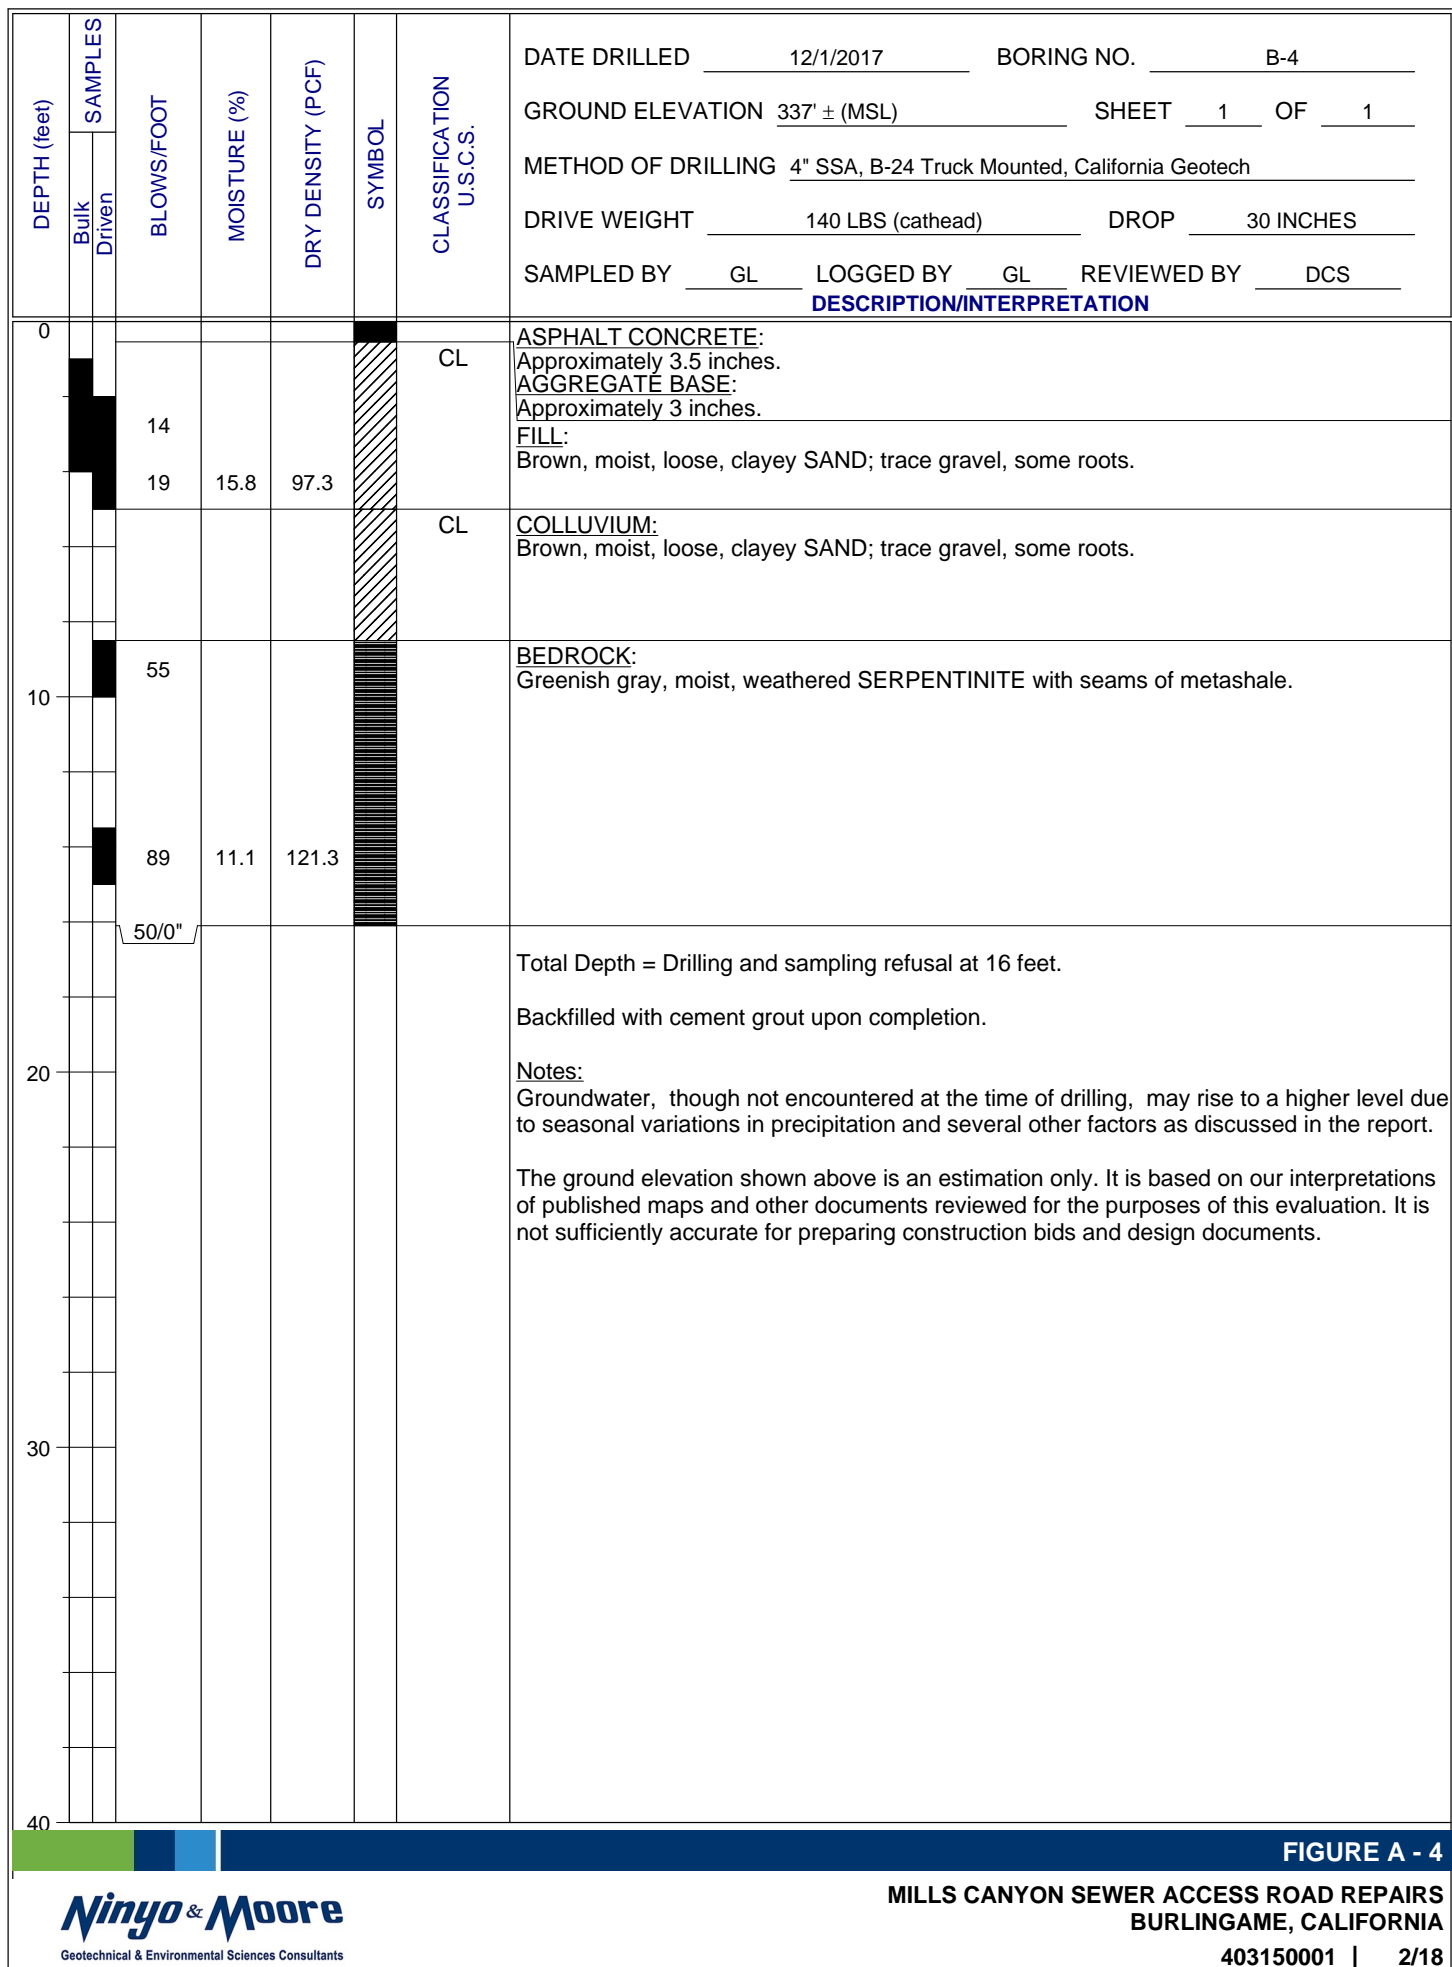 DEPTH (feet)
SAMPLES
Bulk
Driven
BLOWS/FOOT
MOISTURE (%)
DRY DENSITY (PCF)
SYMBOL
CLASSIFICATION
U.S.C.S.
DATE DRILLED 12/1/2017 BORING NO. B-4
GROUND ELEVATION 337' ± (MSL) SHEET 1 OF 1
METHOD OF DRILLING 4" SSA, B-24 Truck Mounted, California Geotech
DRIVE WEIGHT 140 LBS (cathead) DROP 30 INCHES
SAMPLED BY GL LOGGED BY GL REVIEWED BY DCS
DESCRIPTION/INTERPRETATION
0
ASPHALT CONCRETE:
CL Approximately 3.5 inches.
AGGREGATE BASE:
Approximately 3 inches.
14
FILL:
Brown, moist, loose, clayey SAND; trace gravel, some roots.
19 15.8 97.3
CL COLLUVIUM:
Brown, moist, loose, clayey SAND; trace gravel, some roots.
55
BEDROCK:
Greenish gray, moist, weathered SERPENTINITE with seams of metashale.
10
89 11.1 121.3
50/0"
Total Depth = Drilling and sampling refusal at 16 feet.
Backfilled with cement grout upon completion.
20
Notes:
Groundwater, though not encountered at the time of drilling, may rise to a higher level due
to seasonal variations in precipitation and several other factors as discussed in the report.
The ground elevation shown above is an estimation only. It is based on our interpretations
of published maps and other documents reviewed for the purposes of this evaluation. It is
not sufficiently accurate for preparing construction bids and design documents.
30
40
FIGURE A - 4
Ninyo & Moore
Geotechnical & Environmental Sciences Consultants
MILLS CANYON SEWER ACCESS ROAD REPAIRS
BURLINGAME, CALIFORNIA
403150001 | 2/18